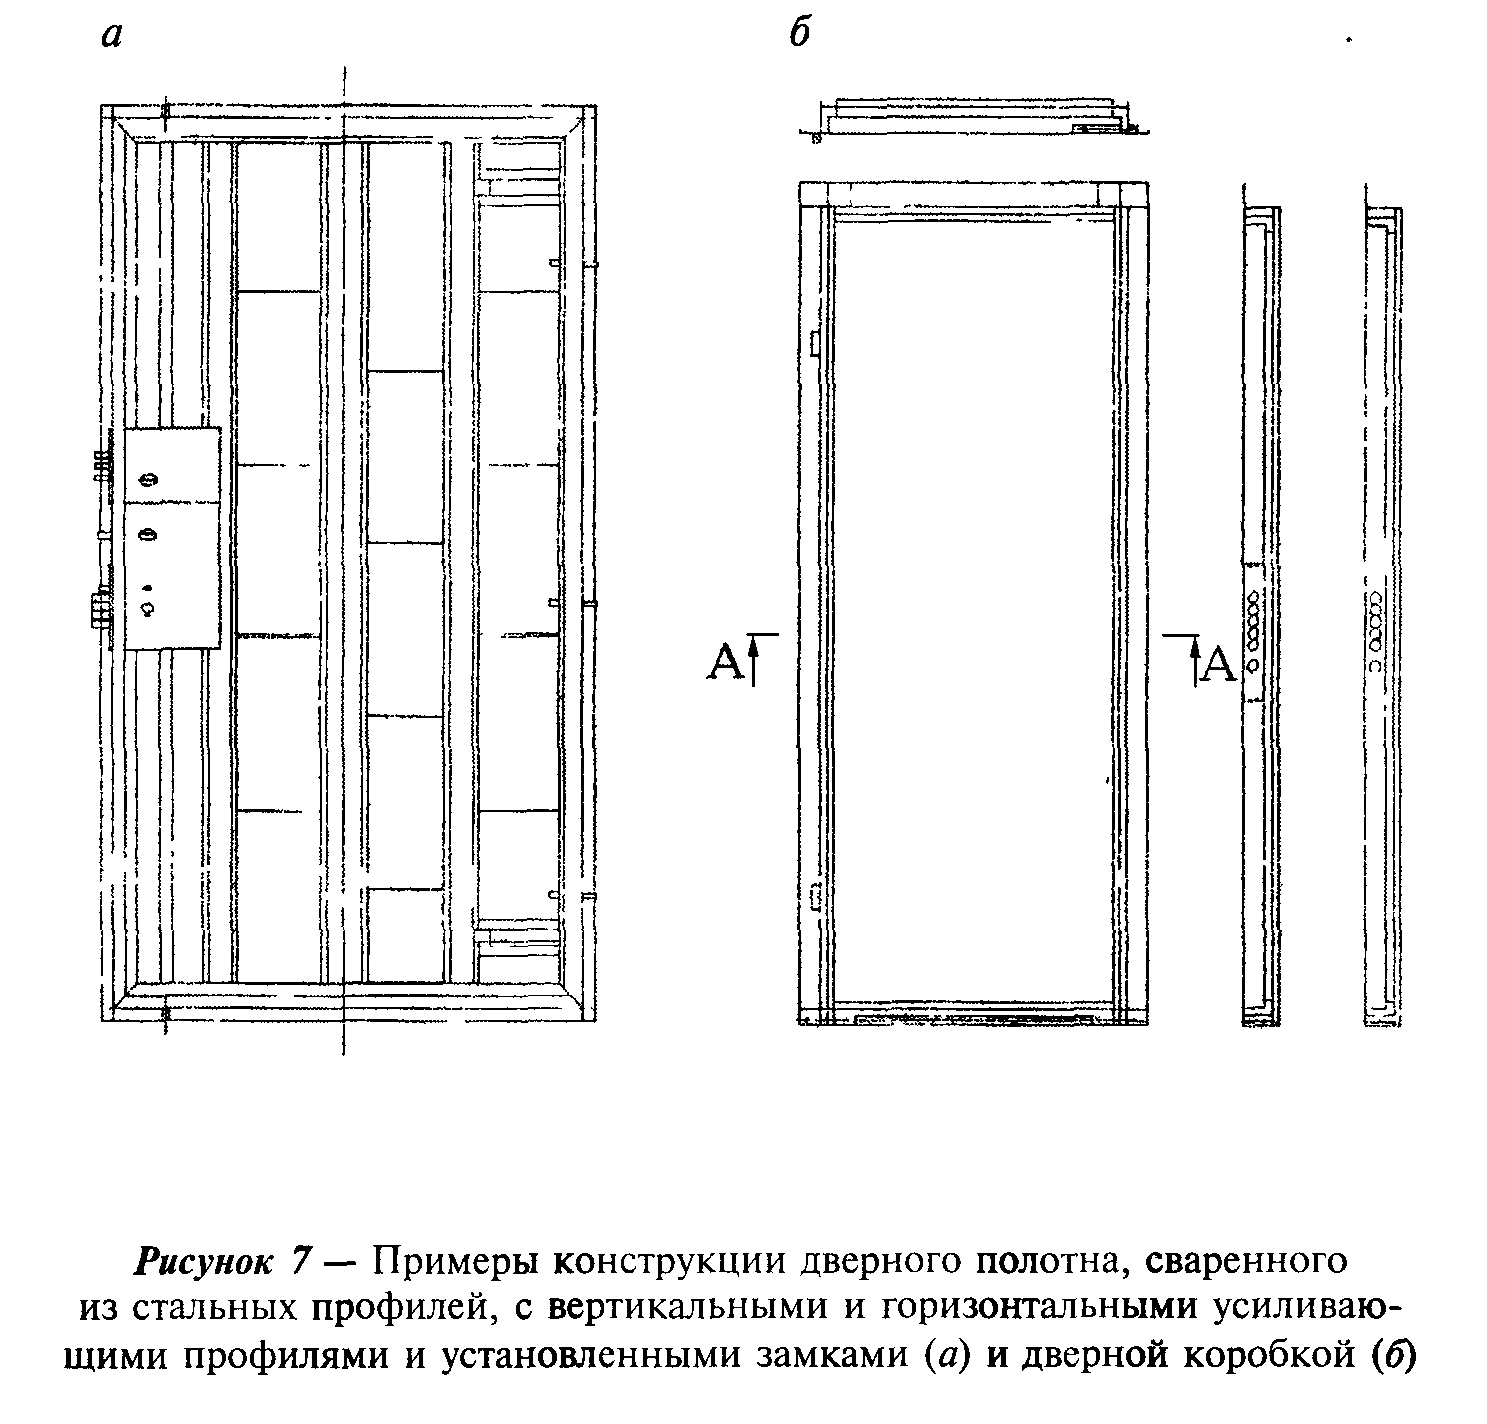 а
б
А
А
Рисунок 7 — Примеры конструкции дверного полотна, сваренного
из стальных профилей, с вертикальными и горизонтальными усиливаю-
щими профилями и установленными замками (а) и дверной коробкой (б)